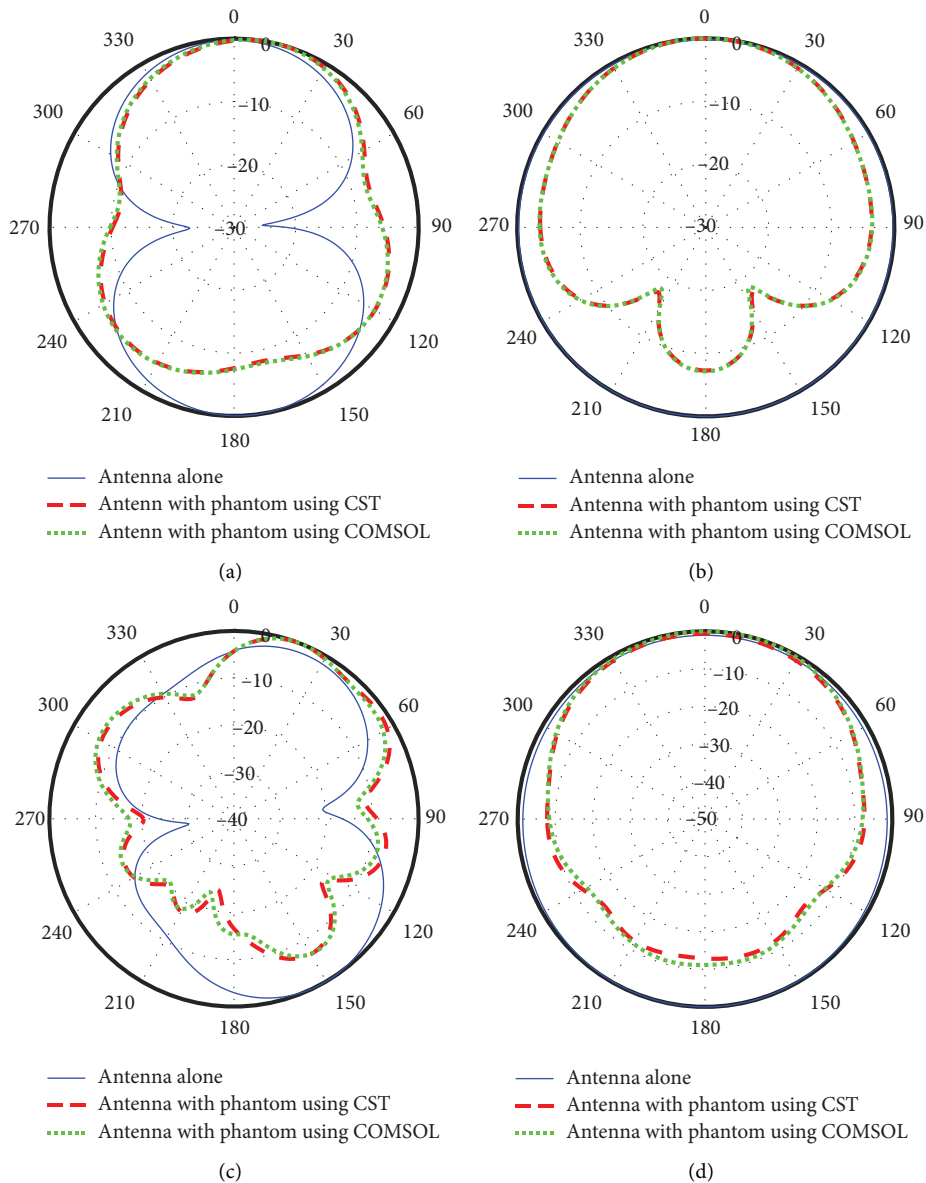 0
330 0 30
300 -10 60
-20
270 -30 90
240 120
210 150
180
Antenna alone
Antenn with phantom using CST
Antenn with phantom using COMSOL
(a)
0
330 0 30
300 -10 60
-20
270 -30 90
240 120
210 150
180
Antenna alone
Antenna with phantom using CST
Antenna with phantom using COMSOL
(b)
0
330 0 30
300 -10 60
-20
-30
270 -40 90
240 120
210 150
180
Antenna alone
Antenna with phantom using CST
Antenna with phantom using COMSOL
(c)
0
330 0 30
-10
300 -20 60
-30
-40
270 -50 90
240 120
210 150
180
Antenna alone
Antenna with phantom using CST
Antenna with phantom using COMSOL
(d)